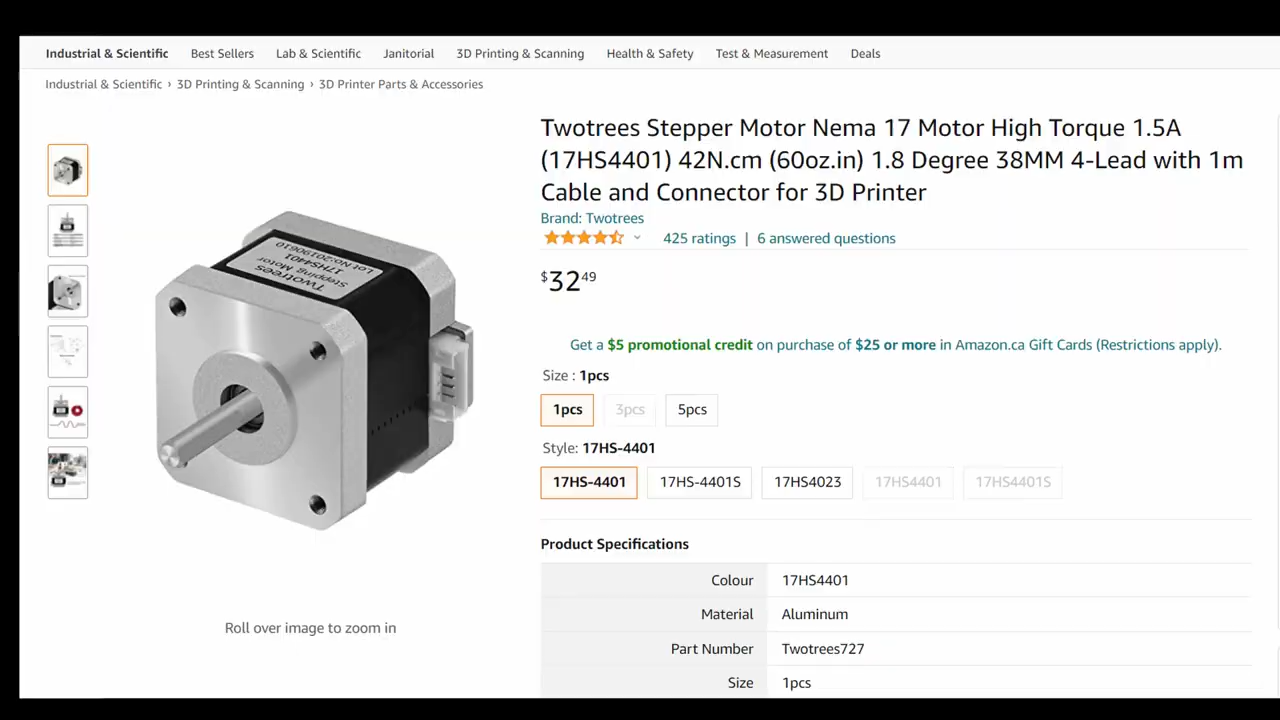 Industrial & Scientific Best Sellers Lab & Scientific Janitorial 3D Printing & Scanning Health & Safety Test & Measurement Deals
Industrial & Scientific › 3D Printing & Scanning › 3D Printer Parts & Accessories
Twotrees Stepper Motor Nema 17 Motor High Torque 1.5A
(17HS4401) 42N.cm (60oz.in) 1.8 Degree 38MM 4-Lead with 1m
Cable and Connector for 3D Printer
Brand: Twotrees
425 ratings | 6 answered questions
$32 49
Get a $5 promotional credit on purchase of $25 or more in Amazon.ca Gift Cards (Restrictions apply).
Size : 1pcs
1pcs 3pcs 5pcs
Style: 17HS-4401
17HS-4401 17HS-4401S 17HS4023 17HS4401 17HS4401S
Product Specifications
Colour 17HS4401
Material Aluminum
Part Number Twotrees727
Size 1pcs
Twotrees
Stepping Motor
17HS4401
Lot No:20190610
Roll over image to zoom in